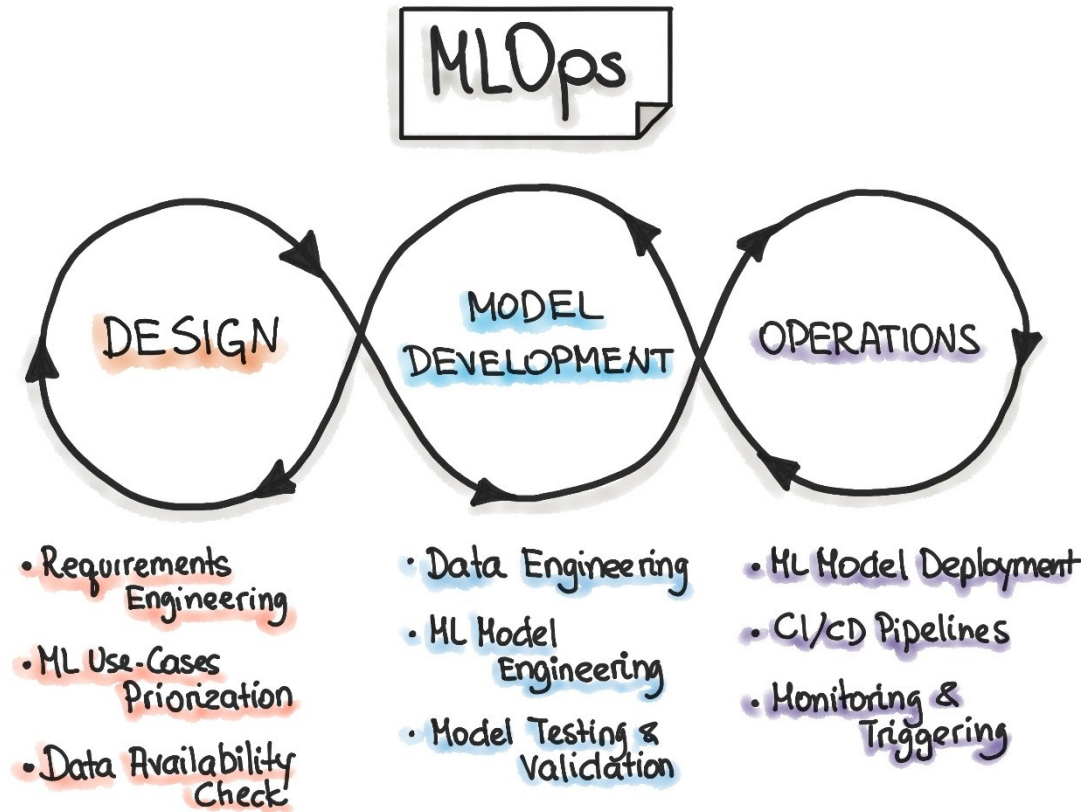 MLOps
DESIGN
MODEL
DEVELOPMENT
OPERATIONS
• Requirements
Engineering
• ML Use-Cases
Priorization
• Data Availability
Check
• Data Engineering
• ML Model
Engineering
• Model Testing &
Validation
• ML Model Deployment
• CI/CD Pipelines
• Monitoring &
Triggering